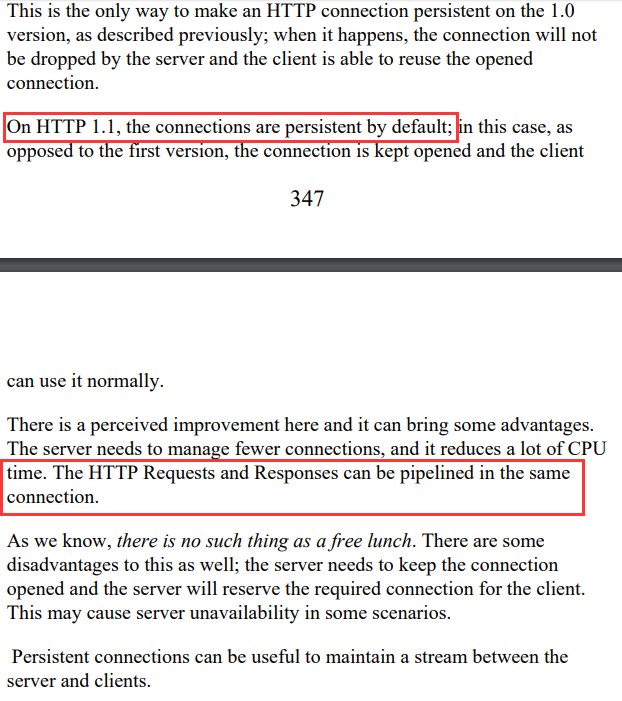 This is the only way to make an HTTP connection persistent on the 1.0
version, as described previously; when it happens, the connection will not
be dropped by the server and the client is able to reuse the opened
connection.
On HTTP 1.1, the connections are persistent by default; in this case, as
opposed to the first version, the connection is kept opened and the client
347
can use it normally.
There is a perceived improvement here and it can bring some advantages.
The server needs to manage fewer connections, and it reduces a lot of CPU
time. The HTTP Requests and Responses can be pipelined in the same
connection.
As we know, there is no such thing as a free lunch. There are some
disadvantages to this as well; the server needs to keep the connection
opened and the server will reserve the required connection for the client.
This may cause server unavailability in some scenarios.
Persistent connections can be useful to maintain a stream between the
server and clients.